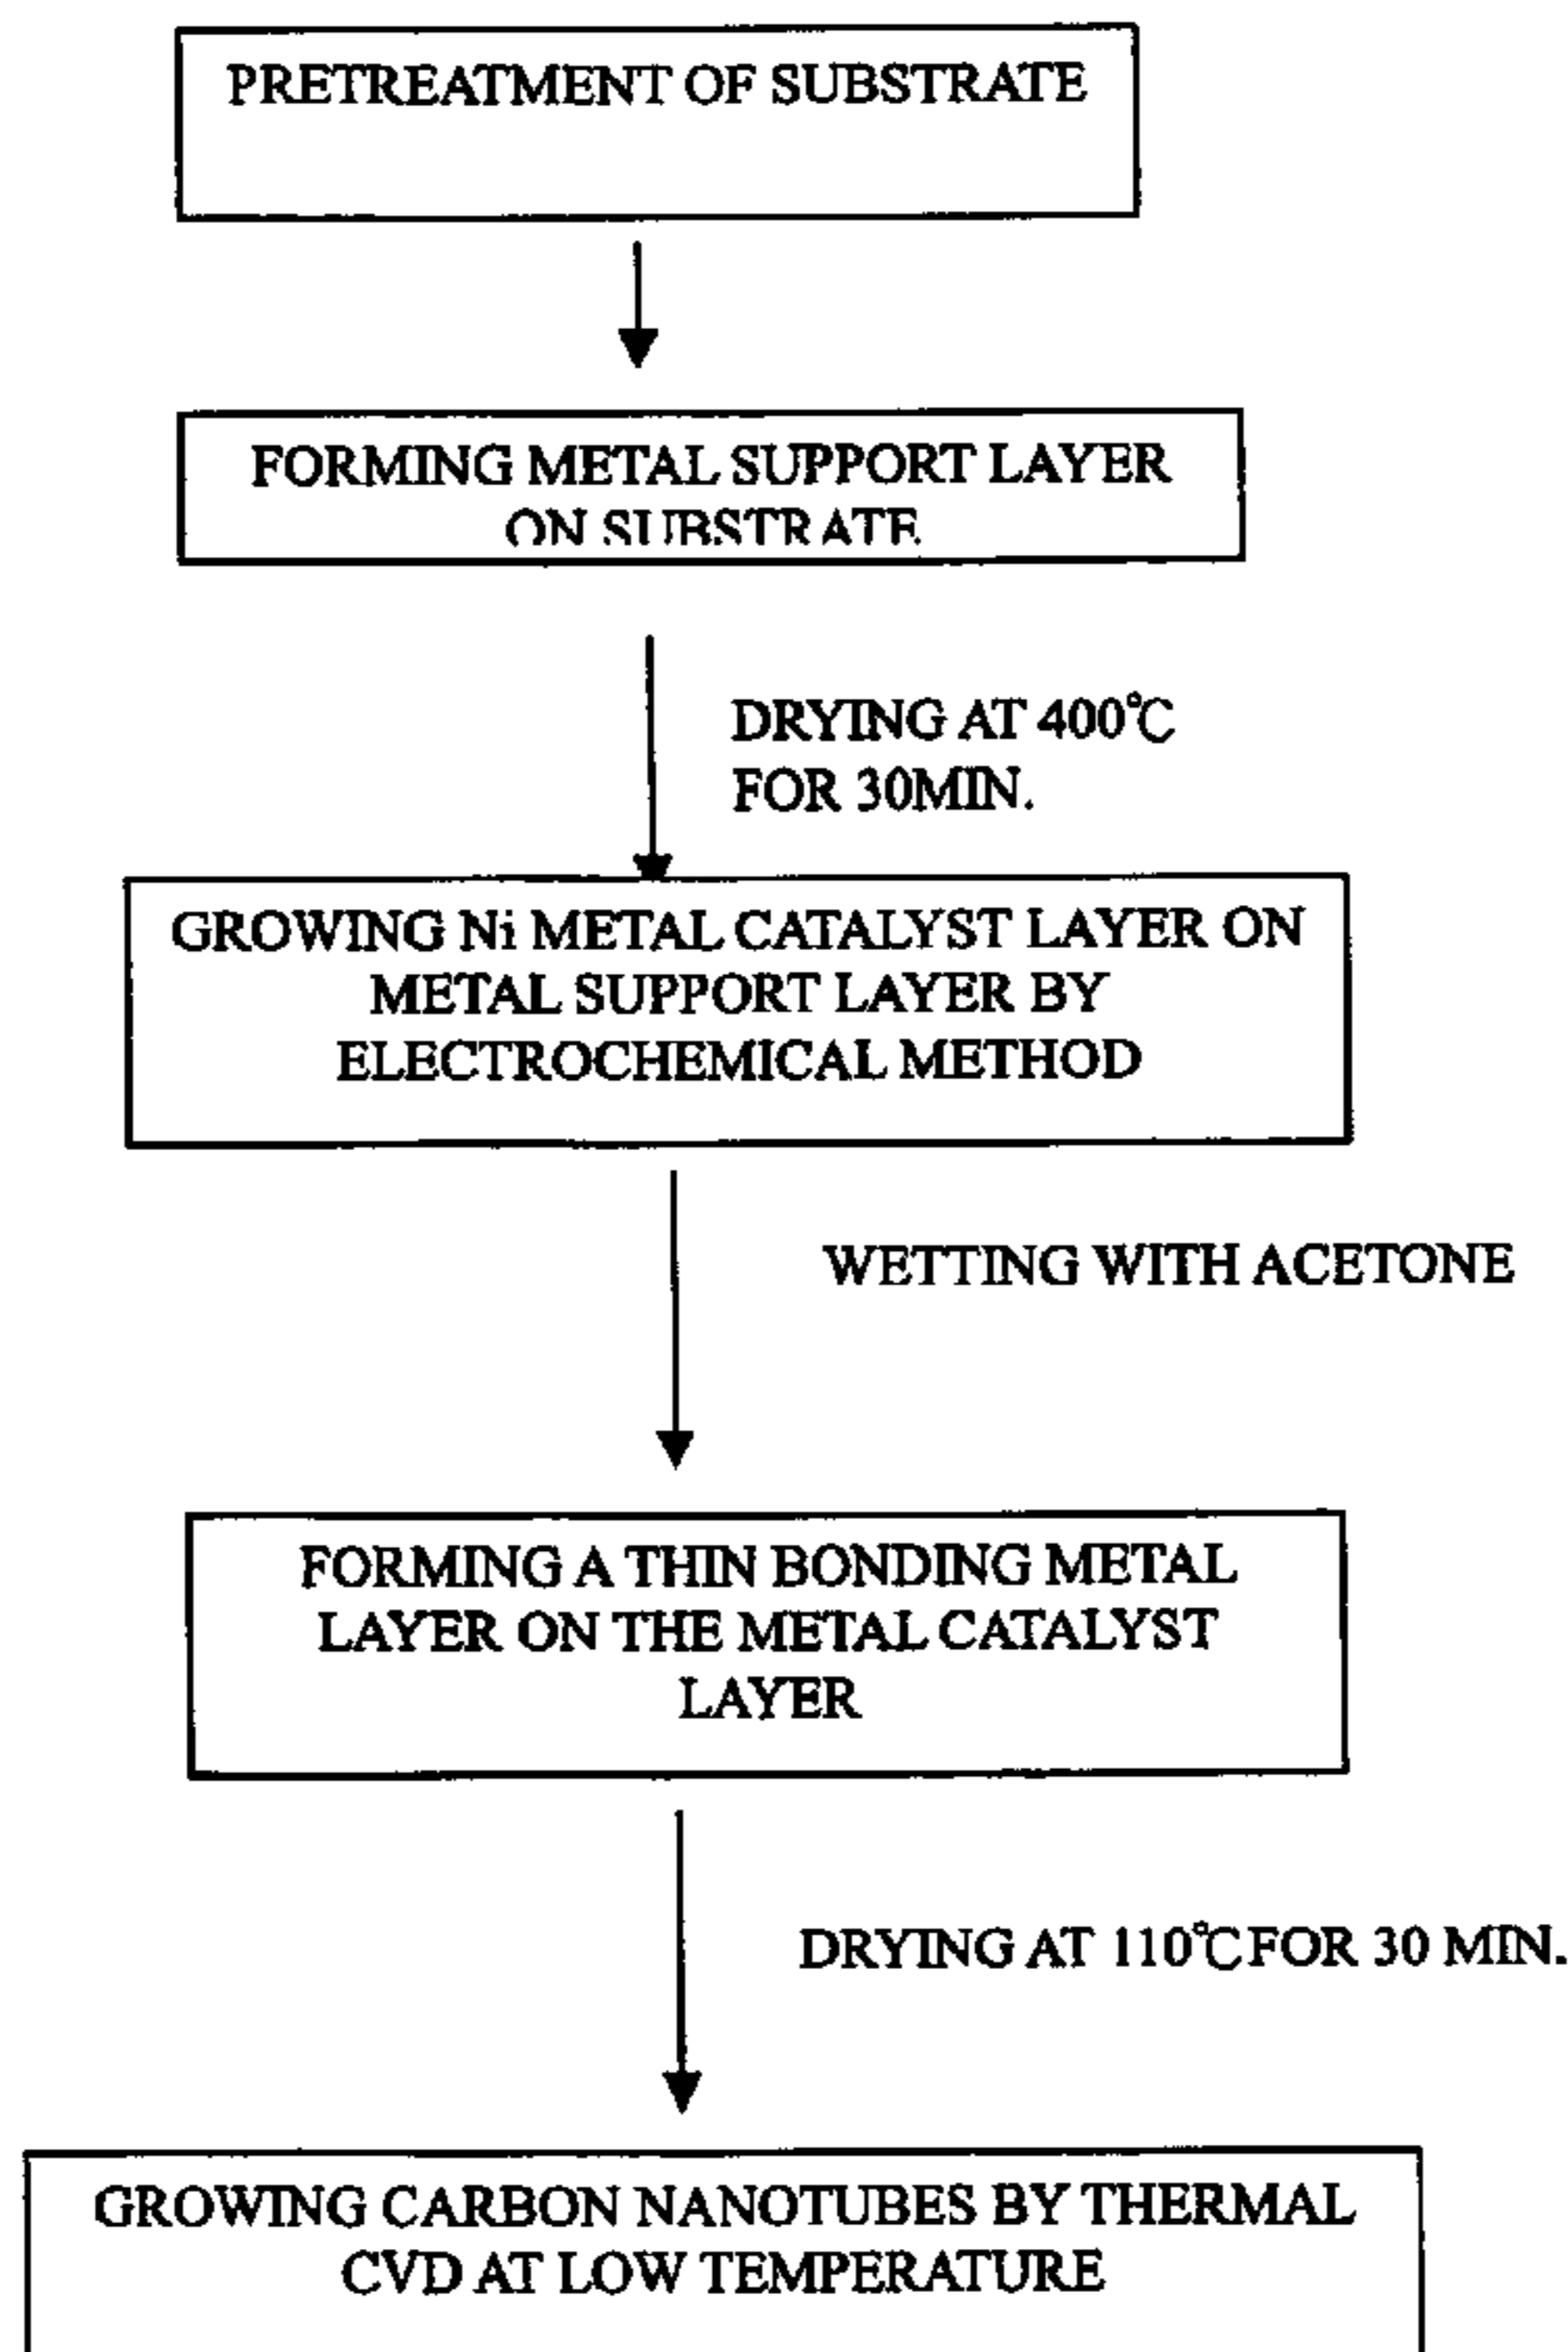 PRETREATMENT OF SUBSTRATE
FORMING METAL SUPPORT LAYER
ON SUBSTRATE
DRYING AT 400℃
FOR 30MIN.
GROWING Ni METAL CATALYST LAYER ON
METAL SUPPORT LAYER BY
ELECTROCHEMICAL METHOD
WETTING WITH ACETONE
FORMING A THIN BONDING METAL
LAYER ON THE METAL CATALYST
LAYER
DRYING AT 110℃FOR 30 MIN.
GROWING CARBON NANOTUBES BY THERMAL
CVD AT LOW TEMPERATURE